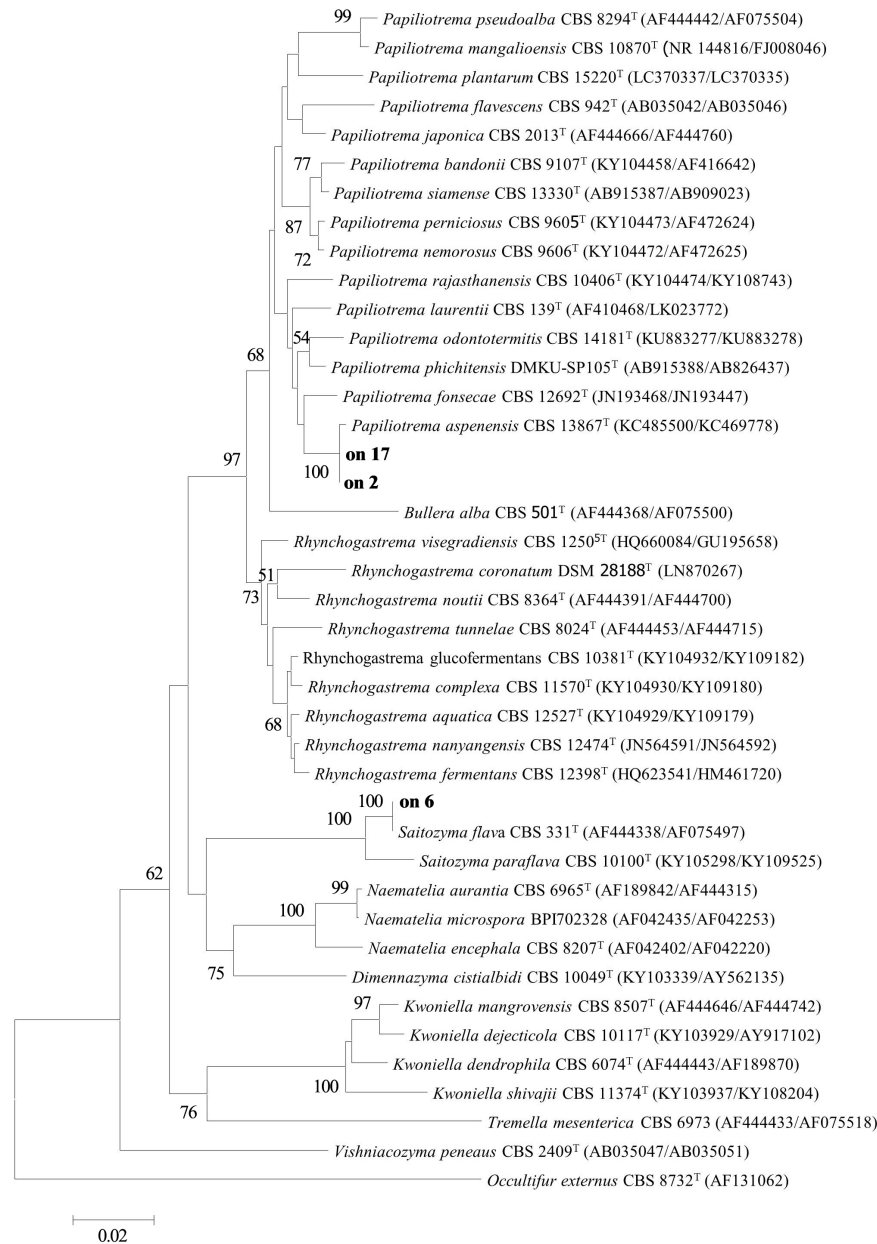 99
Papiliotrema pseudoalba CBS 8294ᵀ (AF444442/AF075504)
Papiliotrema mangalioensis CBS 10870ᵀ (NR 144816/FJ008046)
Papiliotrema plantarum CBS 15220ᵀ (LC370337/LC370335)
Papiliotrema flavescens CBS 942ᵀ (AB035042/AB035046)
Papiliotrema japonica CBS 2013ᵀ (AF444666/AF444760)
77
Papiliotrema bandonii CBS 9107ᵀ (KY104458/AF416642)
Papiliotrema siamense CBS 13330ᵀ (AB915387/AB909023)
87
Papiliotrema perniciosus CBS 9605ᵀ (KY104473/AF472624)
72
Papiliotrema nemorosus CBS 9606ᵀ (KY104472/AF472625)
Papiliotrema rajasthanensis CBS 10406ᵀ (KY104474/KY108743)
Papiliotrema laurentii CBS 139ᵀ (AF410468/LK023772)
54
Papiliotrema odontotermitis CBS 14181ᵀ (KU883277/KU883278)
68
Papiliotrema phichitensis DMKU-SP105ᵀ (AB915388/AB826437)
Papiliotrema fonsecae CBS 12692ᵀ (JN193468/JN193447)
Papiliotrema aspenensis CBS 13867ᵀ (KC485500/KC469778)
97
on 17
100
on 2
Bullera alba CBS 501ᵀ (AF444368/AF075500)
Rhynchogastrema visegradiensis CBS 1250⁵ᵀ (HQ660084/GU195658)
51
Rhynchogastrema coronatum DSM 28188ᵀ (LN870267)
73
Rhynchogastrema noutii CBS 8364ᵀ (AF444391/AF444700)
Rhynchogastrema tunnelae CBS 8024ᵀ (AF444453/AF444715)
Rhynchogastrema glucofermentans CBS 10381ᵀ (KY104932/KY109182)
Rhynchogastrema complexa CBS 11570ᵀ (KY104930/KY109180)
68
Rhynchogastrema aquatica CBS 12527ᵀ (KY104929/KY109179)
Rhynchogastrema nanyangensis CBS 12474ᵀ (JN564591/JN564592)
Rhynchogastrema fermentans CBS 12398ᵀ (HQ623541/HM461720)
100
on 6
100
Saitozyma flava CBS 331ᵀ (AF444338/AF075497)
Saitozyma paraflava CBS 10100ᵀ (KY105298/KY109525)
62
99
Naematelia aurantia CBS 6965ᵀ (AF189842/AF444315)
100
Naematelia microspora BPI702328 (AF042435/AF042253)
Naematelia encephala CBS 8207ᵀ (AF042402/AF042220)
75
Dimennazyma cistialbidi CBS 10049ᵀ (KY103339/AY562135)
97
Kwoniella mangrovensis CBS 8507ᵀ (AF444646/AF444742)
Kwoniella dejecticola CBS 10117ᵀ (KY103929/AY917102)
Kwoniella dendrophila CBS 6074ᵀ (AF444443/AF189870)
100
Kwoniella shivajii CBS 11374ᵀ (KY103937/KY108204)
76
Tremella mesenterica CBS 6973 (AF444433/AF075518)
Vishniacozyma peneaus CBS 2409ᵀ (AB035047/AB035051)
Occultifur externus CBS 8732ᵀ (AF131062)
0.02